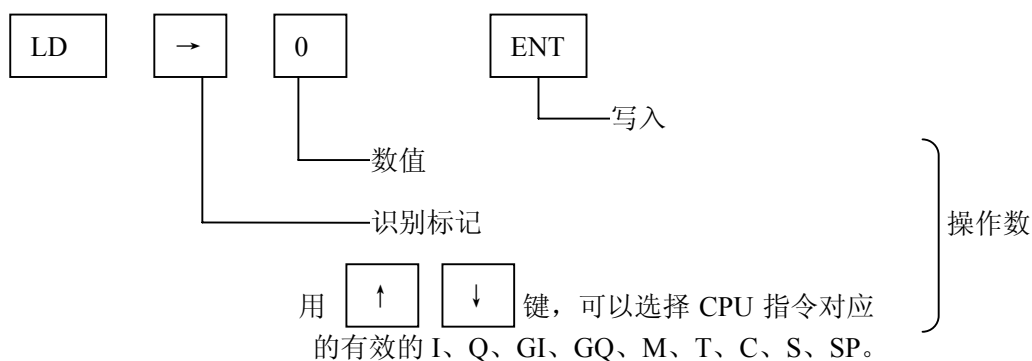 LD → 0 ENT
写入
数值
识别标记
操作数
用 ↑ ↓ 键，可以选择 CPU 指令对应
的有效的 I、Q、GI、GQ、M、T、C、S、SP。